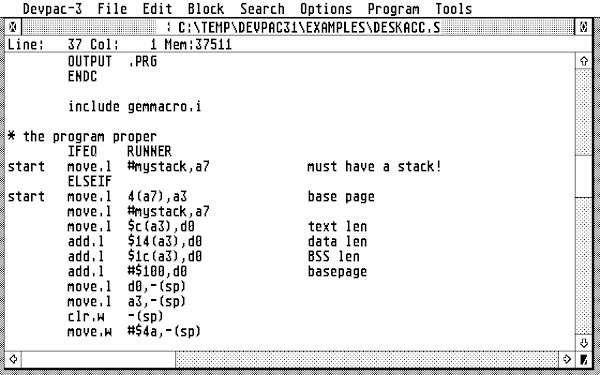 Devpac-3 File Edit Block Search Options Program Tools
C:\TEMP\DEVPAC31\EXAMPLES\DESKACC.S
Line: 37 Col: 1 Mem:37511
OUTPUT .PRG
ENDC
include gemmacro.i
* the program proper
IFEQ RUNNER
start move.l #mystack,a7 must have a stack!
ELSEIF
start move.l 4(a7),a3 base page
move.l #mystack,a7
move.l $c(a3),d0 text len
add.l $14(a3),d0 data len
add.l $1c(a3),d0 BSS len
add.l #$100,d0 basepage
move.l d0,-(sp)
move.l a3,-(sp)
clr.w -(sp)
move.w #$4a,-(sp)